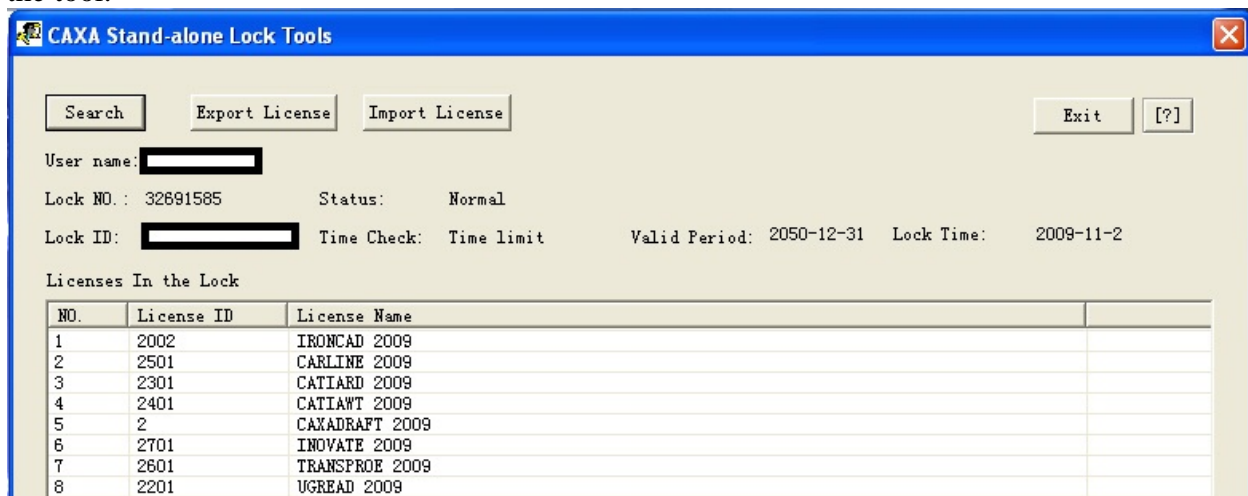 CAXA Stand-alone Lock Tools
Search Export License Import License Exit [?]
User name:
Lock NO.: 32691585 Status: Normal
Lock ID: Time Check: Time limit Valid Period: 2050-12-31 Lock Time: 2009-11-2
Licenses In the Lock
NO. License ID License Name
1 2002 IRONCAD 2009
2 2501 CARLINE 2009
3 2301 CATIARD 2009
4 2401 CATIAWT 2009
5 2 CAXADRAFT 2009
6 2701 INOVATE 2009
7 2601 TRANSPROE 2009
8 2201 UGREAD 2009